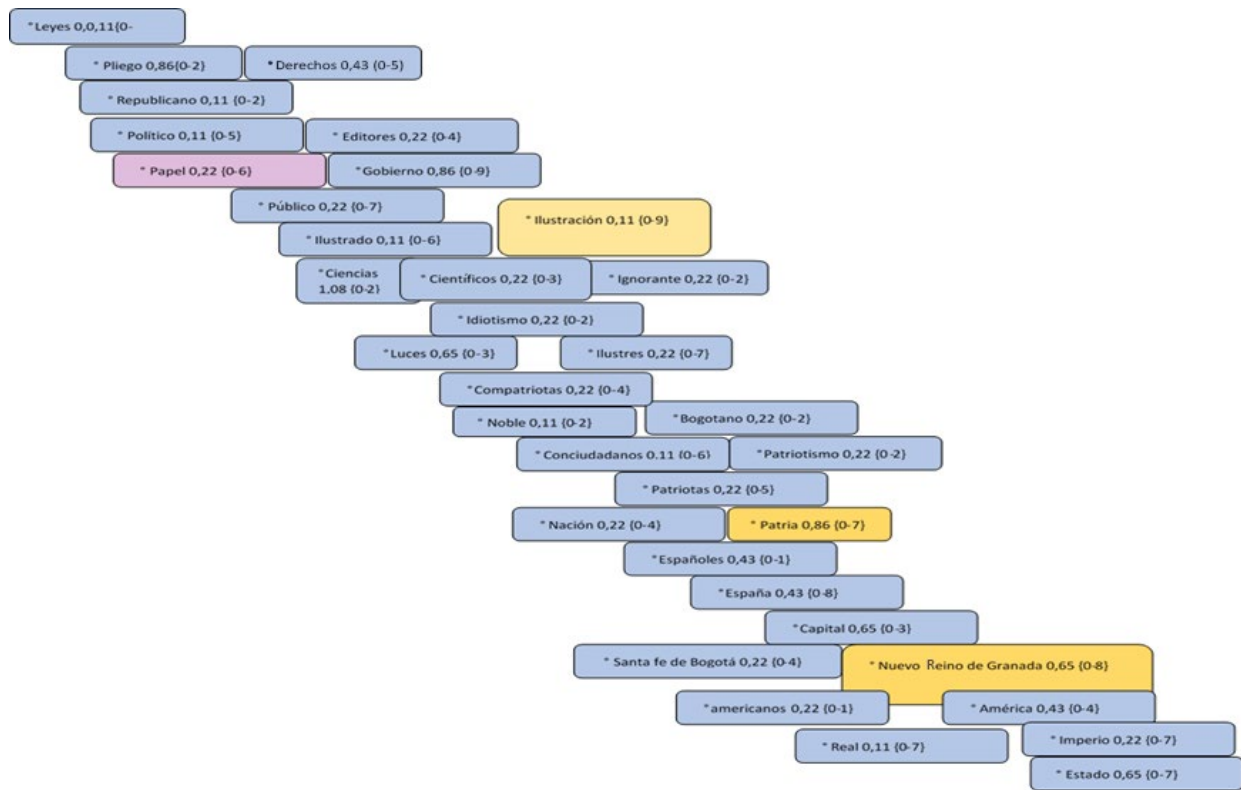 *Leyes 0,0,11{0-
* Pliego 0,86{0-2}
*Derechos 0,43 (0-5)
* Republicano 0,11 {0-2)
* Político 0,11 {0-5}
* Editores 0,22 {0-4)
* Papel 0,22 {0-6}
*Gobierno 0,86 {0-9)
* Público 0,22 {0-7}
* Ilustración 0,11 {0-9}
*Ilustrado 0,11 {0-6}
*Ciencias
1,08 (0-2}
*Científicos 0,22 {0-3}
* Ignorante 0,22 {0-2)
* Idiotismo 0,22 {0-2}
*Luces 0,65 {0-3}
*Ilustres 0,22 {0-7}
*Compatriotas 0,22 {0-4}
* Noble 0,11 {0-2}
*Bogotano 0,22 {0-2)
*Conciudadanos 0.11 (0-6}
*Patriotismo 0,22 {0-2)
*Patriotas 0,22 {0-5}
*Nación 0,22 {0-4}
* Patria 0,86 {0-7}
*Españoles 0,43 {0-1}
*España 0,43 {0-8}
*Capital 0,65 {0-3}
* Santa fe de Bogotá 0,22 {0-4}
* Nuevo Reino de Granada 0,65 {0-8}
*americanos 0,22 {0-1}
* América 0,43 {0-4}
* Real 0,11 {0-7}
*Imperio 0,22 {0-7}
* Estado 0,65 {0-7}